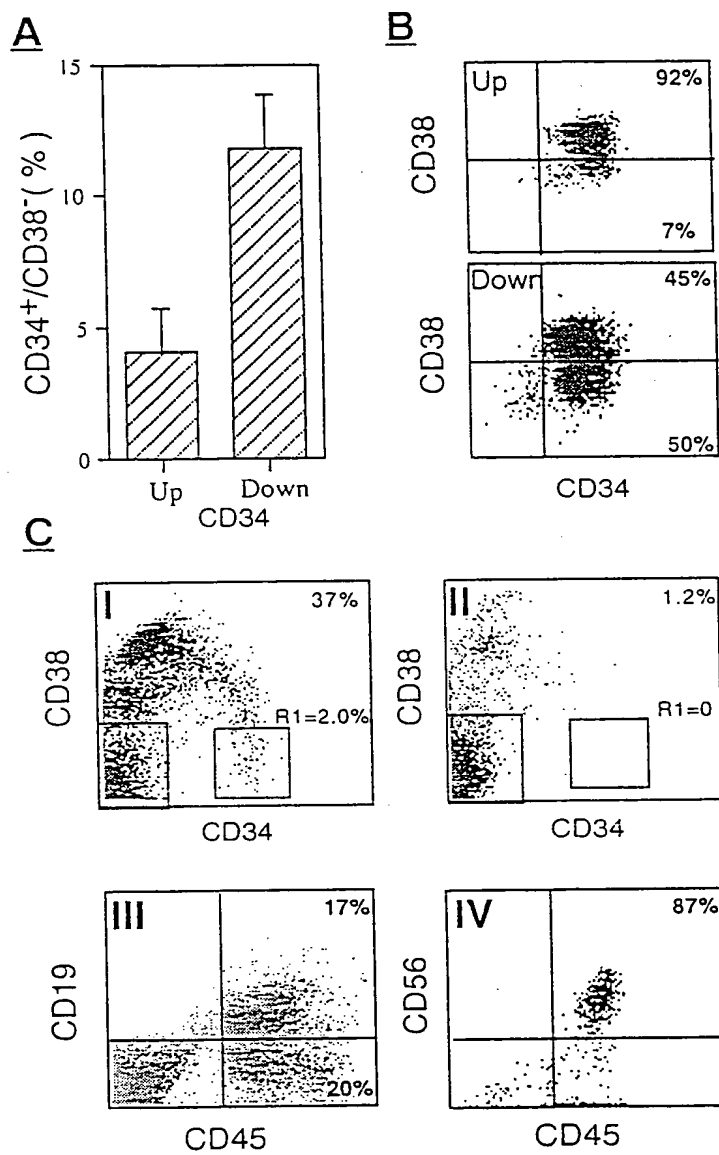 A
15
10
5
0
CD34+/CD38-(%)
Up
Down
CD34
B
Up
92%
7%
CD38
Down
45%
50%
CD38
CD34
C
I
37%
R1=2.0%
CD38
CD34
II
1.2%
R1=0
CD38
CD34
III
17%
20%
CD19
CD45
IV
87%
CD56
CD45